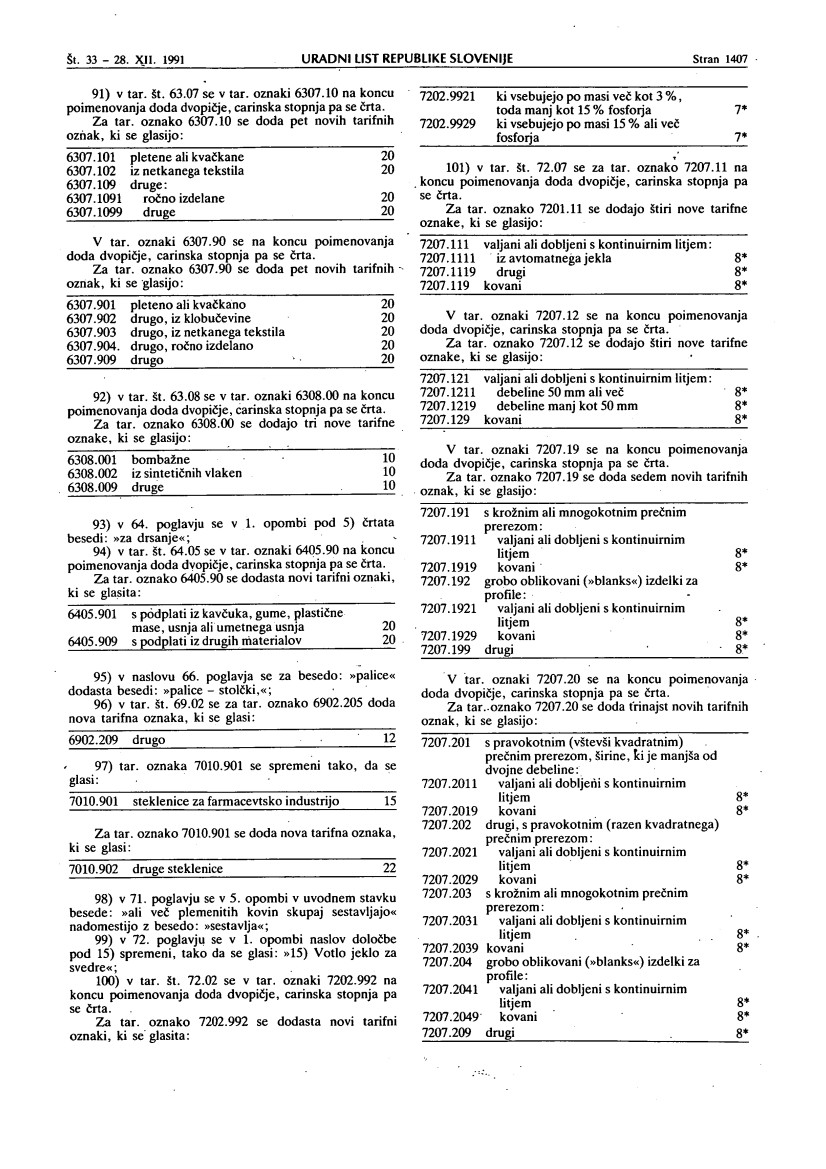 Št. 33 – 28. XII. 1991 URADNI LIST REPUBLIKE SLOVENIJE Stran 1407
91) v tar. št. 63.07 se v tar. oznaki 6307.10 na koncu
poimenovanja doda dvopičje, carinska stopnja pa se črta.
Za tar. oznako 6307.10 se doda pet novih tarifnih
oznak, ki se glasijo:
6307.101 pletene ali kvačkane 20
6307.102 iz netkanega tekstila 20
6307.109 druge:
6307.1091 ročno izdelane 20
6307.1099 druge 20
V tar. oznaki 6307.90 se na koncu poimenovanja
doda dvopičje, carinska stopnja pa se črta.
Za tar. oznako 6307.90 se doda pet novih tarifnih
oznak, ki se glasijo:
6307.901 pleteno ali kvačkano 20
6307.902 drugo, iz klobučevine 20
6307.903 drugo, iz netkanega tekstila 20
6307.904. drugo, ročno izdelano 20
6307.909 drugo 20
92) v tar. št. 63.08 se v tar. oznaki 6308.00 na koncu
poimenovanja doda dvopičje, carinska stopnja pa se črta.
Za tar. oznako 6308.00 se dodajo tri nove tarifne
oznake, ki se glasijo:
6308.001 bombažne 10
6308.002 iz sintetičnih vlaken 10
6308.009 druge 10
93) v 64. poglavju se v 1. opombi pod 5) črtata
besedi: »za drsanje«;
94) v tar. št. 64.05 se v tar. oznaki 6405.90 na koncu
poimenovanja doda dvopičje, carinska stopnja pa se črta.
Za tar. oznako 6405.90 se dodasta novi tarifni oznaki,
ki se glasita:
6405.901 s podplati iz kavčuka, gume, plastične
mase, usnja ali umetnega usnja 20
6405.909 s podplati iz drugih materialov 20
95) v naslovu 66. poglavja se za besedo: »palice«
dodasta besedi: »palice – stolčki,«;
96) v tar. št. 69.02 se za tar. oznako 6902.205 doda
nova tarifna oznaka, ki se glasi:
6902.209 drugo 12
97) tar. oznaka 7010.901 se spremeni tako, da se
glasi:
7010.901 steklenice za farmacevtsko industrijo 15
Za tar. oznako 7010.901 se doda nova tarifna oznaka,
ki se glasi:
7010.902 druge steklenice 22
98) v 71. poglavju se v 5. opombi v uvodnem stavku
besede: »ali več plemenitih kovin skupaj sestavljajo«
nadomestijo z besedo: »sestavlja«;
99) v 72. poglavju se v 1. opombi naslov določbe
pod 15) spremeni, tako da se glasi: »15) Votlo jeklo za
svedre«;
100) v tar. št. 72.02 se v tar. oznaki 7202.992 na
koncu poimenovanja doda dvopičje, carinska stopnja pa
se črta.
Za tar. oznako 7202.992 se dodasta novi tarifni
oznaki, ki se glasita:
7202.9921 ki vsebujejo po masi več kot 3 %,
toda manj kot 15 % fosforja 7*
7202.9929 ki vsebujejo po masi 15 % ali več
fosforja 7*
101) v tar. št. 72.07 se za tar. oznako 7207.11 na
koncu poimenovanja doda dvopičje, carinska stopnja pa
se črta.
Za tar. oznako 7201.11 se dodajo štiri nove tarifne
oznake, ki se glasijo:
7207.111 valjani ali dobljeni s kontinuirnim litjem:
7207.1111 iz avtomatnega jekla 8*
7207.1119 drugi 8*
7207.119 kovani 8*
V tar. oznaki 7207.12 se na koncu poimenovanja
doda dvopičje, carinska stopnja pa se črta.
Za tar. oznako 7207.12 se dodajo štiri nove tarifne
oznake, ki se glasijo:
7207.121 valjani ali dobljeni s kontinuirnim litjem:
7207.1211 debeline 50 mm ali več 8*
7207.1219 debeline manj kot 50 mm 8*
7207.129 kovani 8*
V tar. oznaki 7207.19 se na koncu poimenovanja
doda dvopičje, carinska stopnja pa se črta.
Za tar. oznako 7207.19 se doda sedem novih tarifnih
oznak, ki se glasijo:
7207.191 s krožnim ali mnogokotnim prečnim
prerezom:
7207.1911 valjani ali dobljeni s kontinuirnim
litjem 8*
7207.1919 kovani 8*
7207.192 grobo oblikovani (»blanks«) izdelki za
profile:
7207.1921 valjani ali dobljeni s kontinuirnim
litjem 8*
7207.1929 kovani 8*
7207.199 drugi 8*
V tar. oznaki 7207.20 se na koncu poimenovanja
doda dvopičje, carinska stopnja pa se črta.
Za tar. oznako 7207.20 se doda trinajst novih tarifnih
oznak, ki se glasijo:
7207.201 s pravokotnim (vštevši kvadratnim)
prečnim prerezom, širine, ki je manjša od
dvojne debeline:
7207.2011 valjani ali dobljeni s kontinuirnim
litjem 8*
7207.2019 kovani 8*
7207.202 drugi, s pravokotnim (razen kvadratnega)
prečnim prerezom:
7207.2021 valjani ali dobljeni s kontinuirnim
litjem 8*
7207.2029 kovani 8*
7207.203 s krožnim ali mnogokotnim prečnim
prerezom:
7207.2031 valjani ali dobljeni s kontinuirnim
litjem 8*
7207.2039 kovani 8*
7207.204 grobo oblikovani (»blanks«) izdelki za
profile:
7207.2041 valjani ali dobljeni s kontinuirnim
litjem 8*
7207.2049 kovani 8*
7207.209 drugi 8*